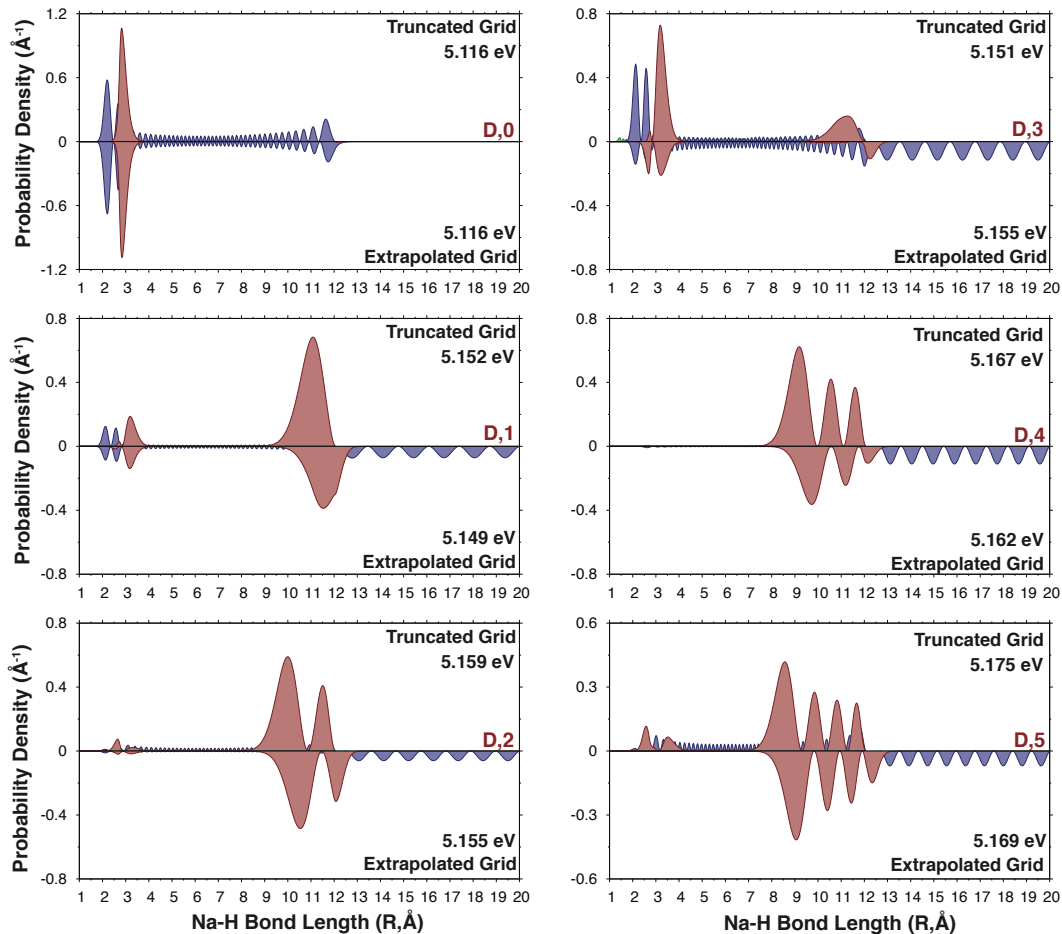 1.2
0.6
0
-0.6
-1.2
Probability Density (Å⁻¹)
Truncated Grid
5.116 eV
D,0
5.116 eV
Extrapolated Grid
1 2 3 4 5 6 7 8 9 10 11 12 13 14 15 16 17 18 19 20
0.8
0.4
0
-0.4
-0.8
Truncated Grid
5.151 eV
D,3
5.155 eV
Extrapolated Grid
1 2 3 4 5 6 7 8 9 10 11 12 13 14 15 16 17 18 19 20
0.8
0.4
0
-0.4
-0.8
Probability Density (Å⁻¹)
Truncated Grid
5.152 eV
D,1
5.149 eV
Extrapolated Grid
1 2 3 4 5 6 7 8 9 10 11 12 13 14 15 16 17 18 19 20
0.8
0.4
0
-0.4
-0.8
Truncated Grid
5.167 eV
D,4
5.162 eV
Extrapolated Grid
1 2 3 4 5 6 7 8 9 10 11 12 13 14 15 16 17 18 19 20
0.8
0.4
0
-0.4
-0.8
Probability Density (Å⁻¹)
Truncated Grid
5.159 eV
D,2
5.155 eV
Extrapolated Grid
1 2 3 4 5 6 7 8 9 10 11 12 13 14 15 16 17 18 19 20
Na-H Bond Length (R,Å)
0.6
0.3
0
-0.3
-0.6
Truncated Grid
5.175 eV
D,5
5.169 eV
Extrapolated Grid
1 2 3 4 5 6 7 8 9 10 11 12 13 14 15 16 17 18 19 20
Na-H Bond Length (R,Å)